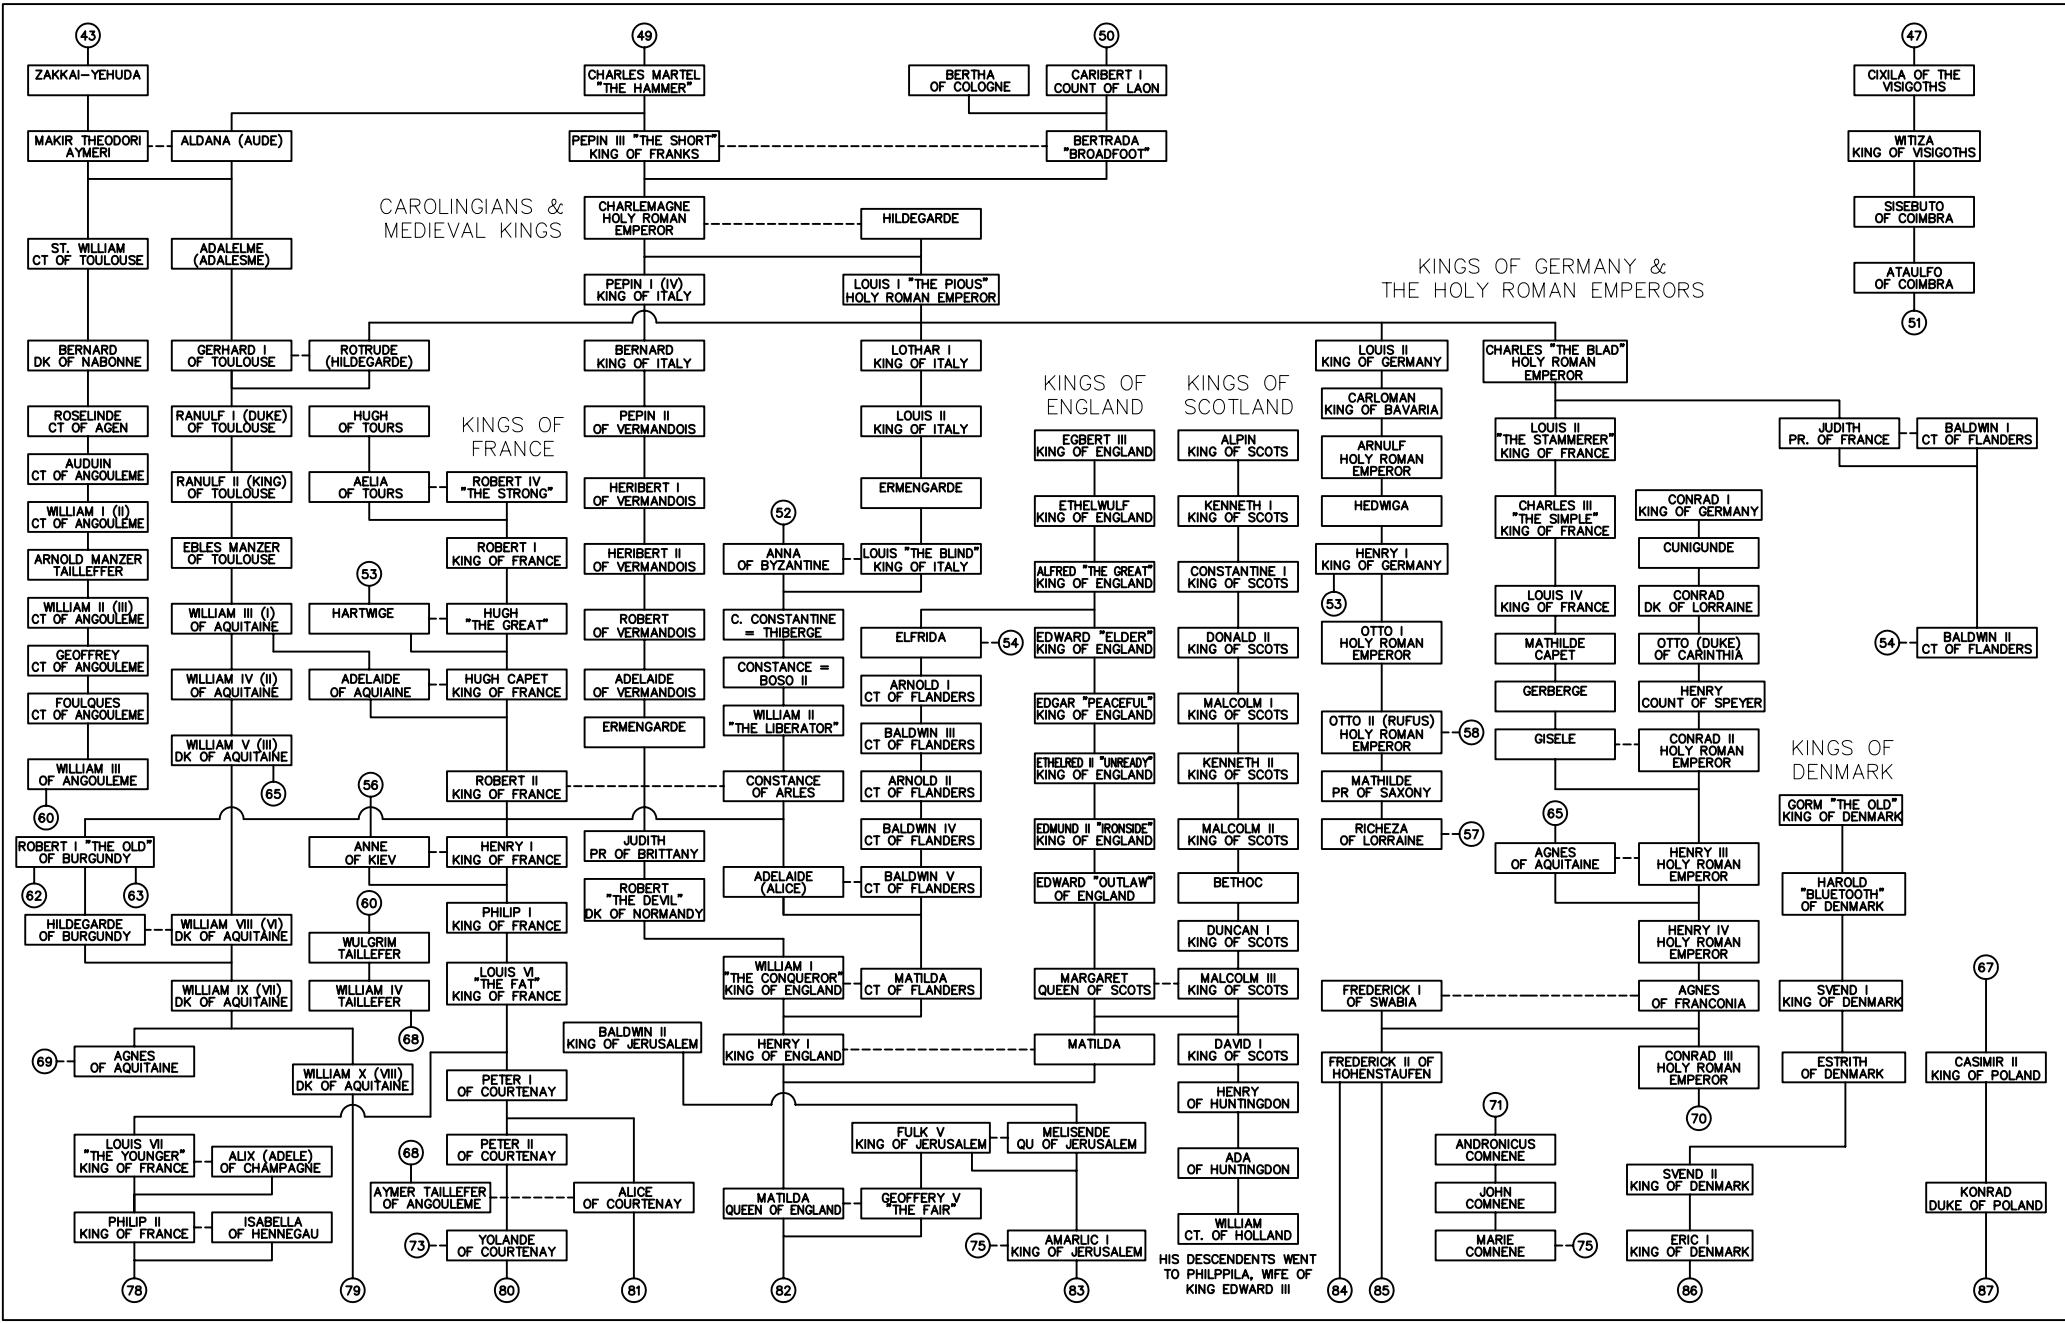 43
49
50
47
ZAKKAI-YEHUDA
CHARLES MARTEL
"THE HAMMER"
BERTHA
OF COLOGNE
CARIBERT I
COUNT OF LAON
CIXILA OF THE
VISIGOTHS
MAKIR THEODORI
AYMERI
ALDANA (AUDE)
PEPIN III "THE SHORT"
KING OF FRANKS
BERTRADA
"BROADFOOT"
WITIZA
KING OF VISIGOTHS
CAROLINGIANS &
MEDIEVAL KINGS
CHARLEMAGNE
HOLY ROMAN
EMPEROR
HILDEGARDE
SISEBUTO
OF COIMBRA
ST. WILLIAM
CT OF TOULOUSE
ADALELME
(ADALESME)
PEPIN I (IV)
KING OF ITALY
LOUIS I "THE PIOUS"
HOLY ROMAN EMPEROR
KINGS OF GERMANY &
THE HOLY ROMAN EMPERORS
ATAULFO
OF COIMBRA
51
BERNARD
DK OF NABONNE
GERHARD I
OF TOULOUSE
ROTRUDE
(HILDEGARDE)
BERNARD
KING OF ITALY
LOTHAR I
KING OF ITALY
LOUIS II
KING OF GERMANY
CHARLES "THE BLAD"
HOLY ROMAN
EMPEROR
KINGS OF
ENGLAND
KINGS OF
SCOTLAND
CARLOMAN
KING OF BAVARIA
ROSELINDE
CT OF AGEN
RANULF I (DUKE)
OF TOULOUSE
HUGH
OF TOURS
KINGS OF
FRANCE
PEPIN II
OF VERMANDOIS
LOUIS II
KING OF ITALY
EGBERT III
KING OF ENGLAND
ALPIN
KING OF SCOTS
ARNULF
HOLY ROMAN
EMPEROR
LOUIS II
"THE STAMMERER"
KING OF FRANCE
JUDITH
PR. OF FRANCE
BALDWIN I
CT OF FLANDERS
AUDUIN
CT OF ANGOULEME
RANULF II (KING)
OF TOULOUSE
AELIA
OF TOURS
ROBERT IV
"THE STRONG"
HERIBERT I
OF VERMANDOIS
ERMENGARDE
ETHELWULF
KING OF ENGLAND
KENNETH I
KING OF SCOTS
HEDWIGA
CHARLES III
"THE SIMPLE"
KING OF FRANCE
CONRAD I
KING OF GERMANY
WILLIAM I (II)
CT OF ANGOULEME
52
ARNOLD MANZER
TAILLEFFER
EBLES MANZER
OF TOULOUSE
ROBERT I
KING OF FRANCE
HERIBERT II
OF VERMANDOIS
ANNA
OF BYZANTINE
LOUIS "THE BLIND"
KING OF ITALY
ALFRED "THE GREAT"
KING OF ENGLAND
CONSTANTINE I
KING OF SCOTS
HENRY I
KING OF GERMANY
CUNIGUNDE
53
53
WILLIAM II (III)
CT OF ANGOULEME
WILLIAM III (I)
OF AQUITAINE
HARTWIGE
HUGH
"THE GREAT"
ROBERT
OF VERMANDOIS
C. CONSTANTINE
= THIBERGE
ELFRIDA
54
EDWARD "ELDER"
KING OF ENGLAND
DONALD II
KING OF SCOTS
OTTO I
HOLY ROMAN
EMPEROR
LOUIS IV
KING OF FRANCE
CONRAD
DK OF LORRAINE
MATHILDE
CAPET
OTTO (DUKE)
OF CARINTHIA
54
BALDWIN II
CT OF FLANDERS
GEOFFREY
CT OF ANGOULEME
WILLIAM IV (II)
OF AQUITAINE
ADELAIDE
OF AQUIAINE
HUGH CAPET
KING OF FRANCE
ADELAIDE
OF VERMANDOIS
CONSTANCE =
BOSO II
ARNOLD I
CT OF FLANDERS
FOULQUES
CT OF ANGOULEME
ERMENGARDE
WILLIAM II
"THE LIBERATOR"
EDGAR "PEACEFUL"
KING OF ENGLAND
MALCOLM I
KING OF SCOTS
GERBERGE
HENRY
COUNT OF SPEYER
OTTO II (RUFUS)
HOLY ROMAN
EMPEROR
58
WILLIAM V (III)
DK OF AQUITAINE
BALDWIN III
CT OF FLANDERS
GISELE
CONRAD II
HOLY ROMAN
EMPEROR
KINGS OF
DENMARK
WILLIAM III
OF ANGOULEME
65
56
ROBERT II
KING OF FRANCE
CONSTANCE
OF ARLES
ARNOLD II
CT OF FLANDERS
ETHELRED II "UNREADY"
KING OF ENGLAND
KENNETH II
KING OF SCOTS
MATHILDE
PR OF SAXONY
60
65
GORM "THE OLD"
KING OF DENMARK
ROBERT I "THE OLD"
OF BURGUNDY
ANNE
OF KIEV
HENRY I
KING OF FRANCE
JUDITH
PR OF BRITTANY
BALDWIN IV
CT OF FLANDERS
EDMUND II "IRONSIDE"
KING OF ENGLAND
MALCOLM II
KING OF SCOTS
RICHEZA
OF LORRAINE
57
AGNES
OF AQUITAINE
HENRY III
HOLY ROMAN
EMPEROR
62
63
60
ROBERT
"THE DEVIL"
DK OF NORMANDY
ADELAIDE
(ALICE)
BALDWIN V
CT OF FLANDERS
EDWARD "OUTLAW"
OF ENGLAND
BETHOC
HAROLD
"BLUETOOTH"
OF DENMARK
HILDEGARDE
OF BURGUNDY
WILLIAM VIII (VI)
DK OF AQUITAINE
WULGRIM
TAILLEFER
PHILIP I
KING OF FRANCE
DUNCAN I
KING OF SCOTS
HENRY IV
HOLY ROMAN
EMPEROR
67
WILLIAM IX (VII)
DK OF AQUITAINE
WILLIAM IV
TAILLEFER
LOUIS VI
"THE FAT"
KING OF FRANCE
WILLIAM I
"THE CONQUEROR"
KING OF ENGLAND
MATILDA
CT OF FLANDERS
MARGARET
QUEEN OF SCOTS
MALCOLM III
KING OF SCOTS
FREDERICK I
OF SWABIA
AGNES
OF FRANCONIA
SVEND I
KING OF DENMARK
68
69
AGNES
OF AQUITAINE
BALDWIN II
KING OF JERUSALEM
HENRY I
KING OF ENGLAND
MATILDA
DAVID I
KING OF SCOTS
FREDERICK II OF
HOHENSTAUFEN
CONRAD III
HOLY ROMAN
EMPEROR
ESTRITH
OF DENMARK
CASIMIR II
KING OF POLAND
WILLIAM X (VIII)
DK OF AQUITAINE
PETER I
OF COURTENAY
HENRY
OF HUNTINGDON
71
70
LOUIS VII
"THE YOUNGER"
KING OF FRANCE
ALIX (ADELE)
OF CHAMPAGNE
68
PETER II
OF COURTENAY
FULK V
KING OF JERUSALEM
MELISENDE
QU OF JERUSALEM
ADA
OF HUNTINGDON
ANDRONICUS
COMNENE
SVEND II
KING OF DENMARK
AYMER TAILLEFER
OF ANGOULEME
ALICE
OF COURTENAY
MATILDA
QUEEN OF ENGLAND
GEOFFERY V
"THE FAIR"
JOHN
COMNENE
KONRAD
DUKE OF POLAND
PHILIP II
KING OF FRANCE
ISABELLA
OF HENNEGAU
73
YOLANDE
OF COURTENAY
75
AMARLIC I
KING OF JERUSALEM
WILLIAM
CT. OF HOLLAND
MARIE
COMNENE
75
ERIC I
KING OF DENMARK
HIS DESCENDENTS WENT
TO PHILPPILA, WIFE OF
KING EDWARD III
78
79
80
81
82
83
84
85
86
87